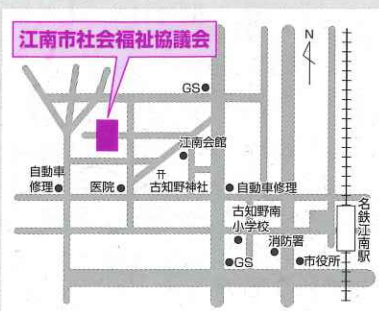 江南市社会福祉協議会
N
GS
江南会館
自動車
修理
医院
古知野神社
自動車修理
古知野南
小学校
消防署
市役所
GS
名鉄江南駅